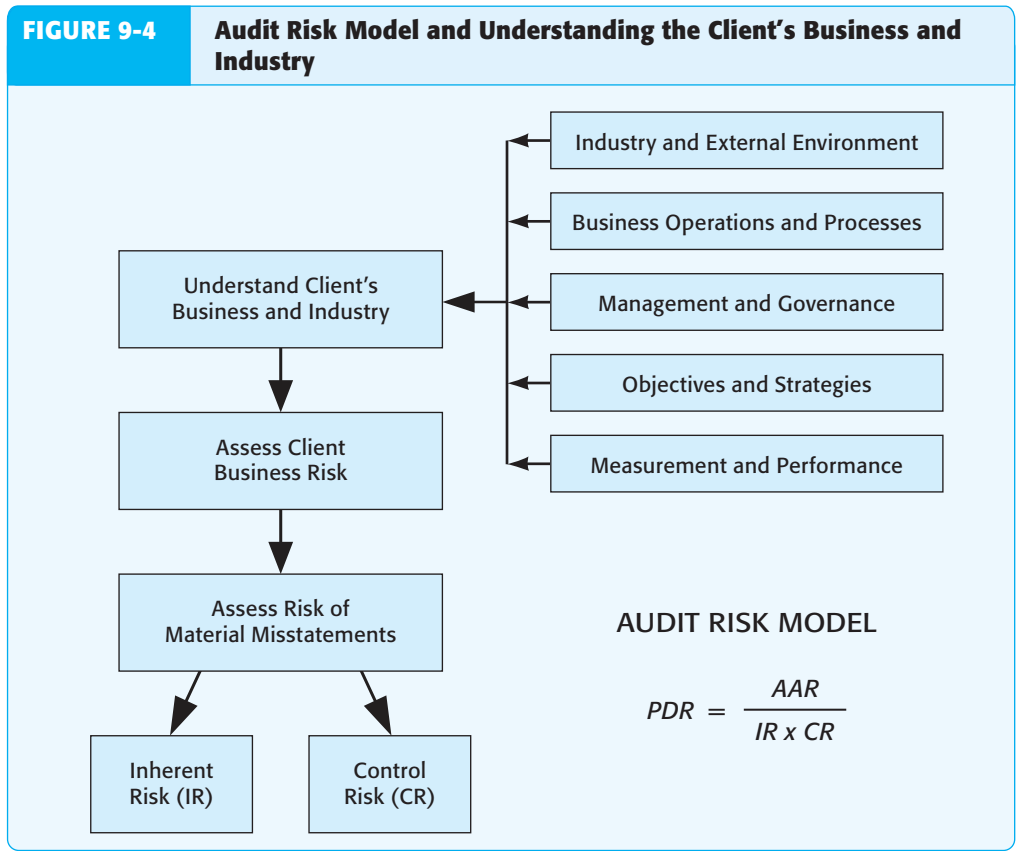 FIGURE 9-4
Audit Risk Model and Understanding the Client's Business and
Industry
Industry and External Environment
Business Operations and Processes
Understand Client's
Business and Industry
Management and Governance
Objectives and Strategies
Assess Client
Business Risk
Measurement and Performance
Assess Risk of
Material Misstatements
AUDIT RISK MODEL
PDR = AAR
IR x CR
Inherent
Risk (IR)
Control
Risk (CR)